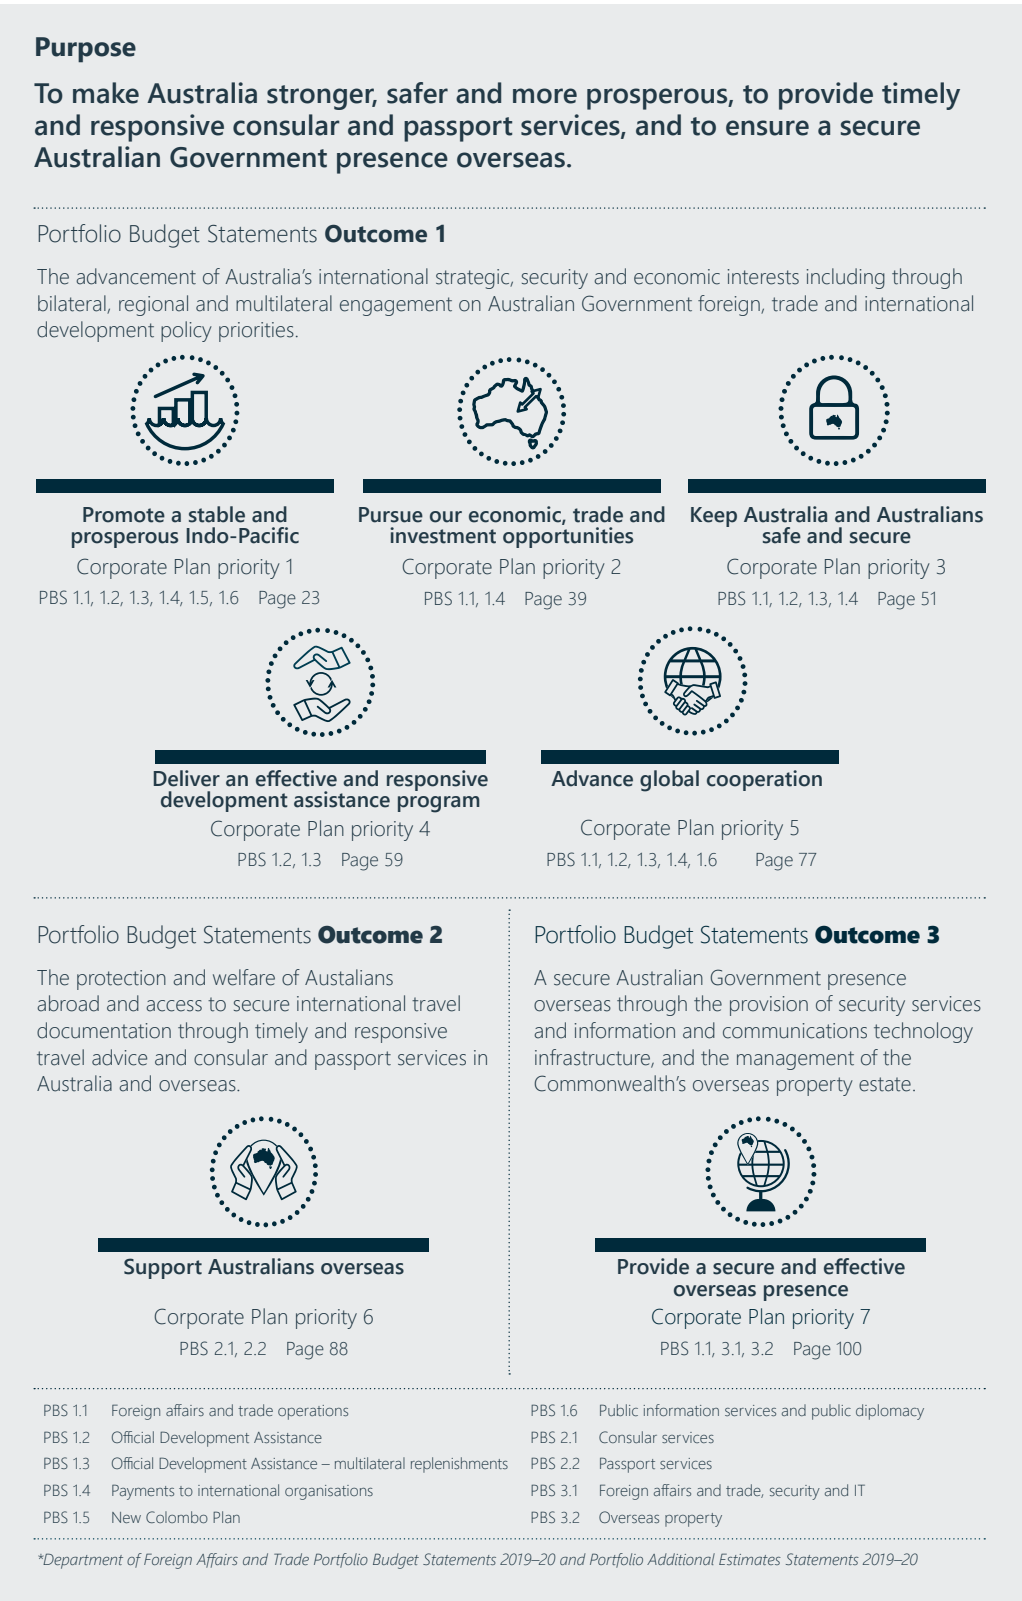 Purpose
To make Australia stronger, safer and more prosperous, to provide timely
and responsive consular and passport services, and to ensure a secure
Australian Government presence overseas.
Portfolio Budget Statements Outcome 1
The advancement of Australia's international strategic, security and economic interests including through
bilateral, regional and multilateral engagement on Australian Government foreign, trade and international
development policy priorities.
Promote a stable and
prosperous Indo-Pacific
Corporate Plan priority 1
PBS 1.1, 1.2, 1.3, 1.4, 1.5, 1.6 Page 23
Pursue our economic, trade and
investment opportunities
Corporate Plan priority 2
PBS 1.1, 1.4 Page 39
Keep Australia and Australians
safe and secure
Corporate Plan priority 3
PBS 1.1, 1.2, 1.3, 1.4 Page 51
Deliver an effective and responsive
development assistance program
Corporate Plan priority 4
PBS 1.2, 1.3 Page 59
Advance global cooperation
Corporate Plan priority 5
PBS 1.1, 1.2, 1.3, 1.4, 1.6 Page 77
Portfolio Budget Statements Outcome 2
The protection and welfare of Austalians
abroad and access to secure international travel
documentation through timely and responsive
travel advice and consular and passport services in
Australia and overseas.
Support Australians overseas
Corporate Plan priority 6
PBS 2.1, 2.2 Page 88
Portfolio Budget Statements Outcome 3
A secure Australian Government presence
overseas through the provision of security services
and information and communications technology
infrastructure, and the management of the
Commonwealth's overseas property estate.
Provide a secure and effective
overseas presence
Corporate Plan priority 7
PBS 1.1, 3.1, 3.2 Page 100
PBS 1.1 Foreign affairs and trade operations
PBS 1.2 Official Development Assistance
PBS 1.3 Official Development Assistance – multilateral replenishments
PBS 1.4 Payments to international organisations
PBS 1.5 New Colombo Plan
PBS 1.6 Public information services and public diplomacy
PBS 2.1 Consular services
PBS 2.2 Passport services
PBS 3.1 Foreign affairs and trade, security and IT
PBS 3.2 Overseas property
*Department of Foreign Affairs and Trade Portfolio Budget Statements 2019–20 and Portfolio Additional Estimates Statements 2019–20